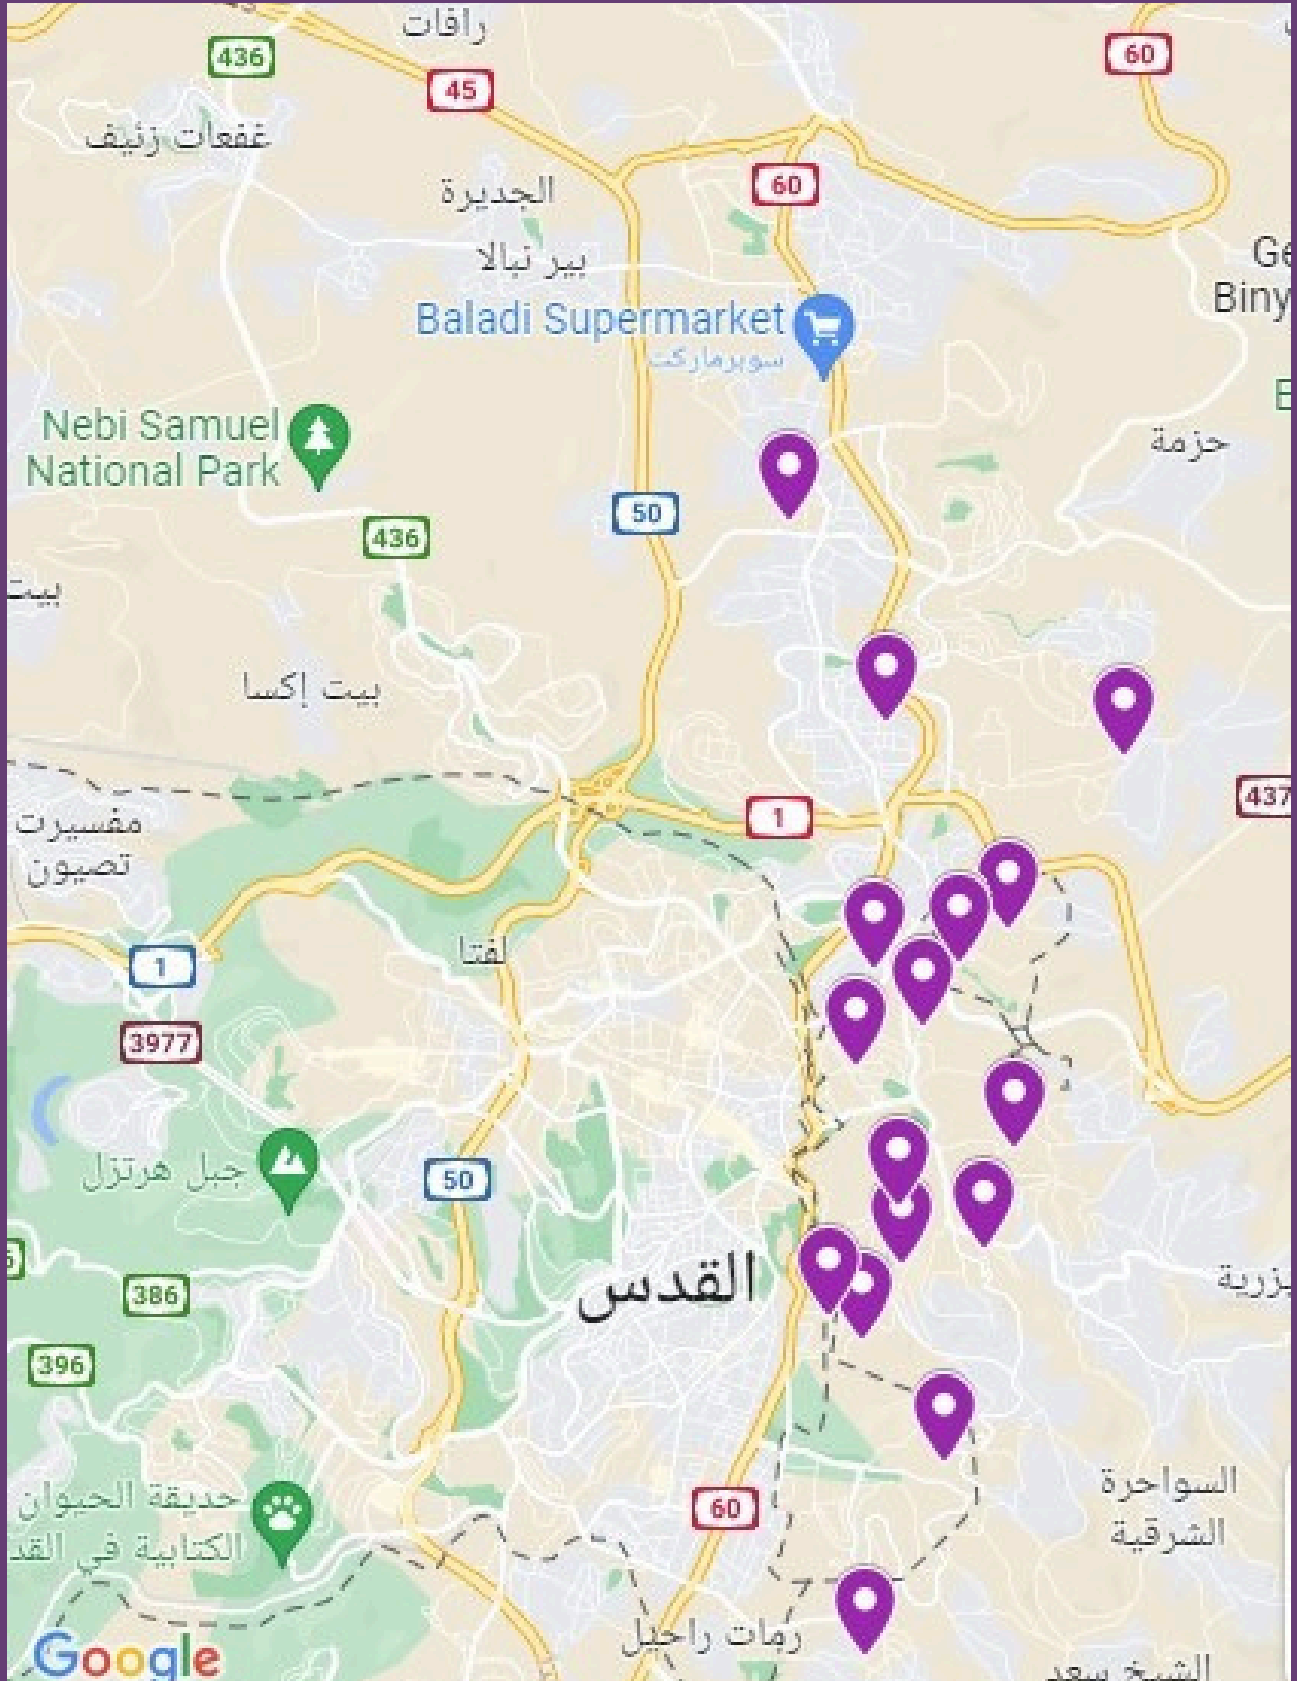 رافات
436
60
45
غفعات زئيف
60
الجديرة
بير نبالا
Baladi Supermarket
سوبرماركت
Nebi Samuel
National Park
حزمة
50
436
بيت إكسا
437
1
مفسيرت
تصيون
لفتا
1
3977
جبل هرتزل
50
القدس
386
396
السواحرة
الشرقية
حديقة الحيوان
الكتابية في القد
60
رمات راحيل
Google
الشيخ سعد